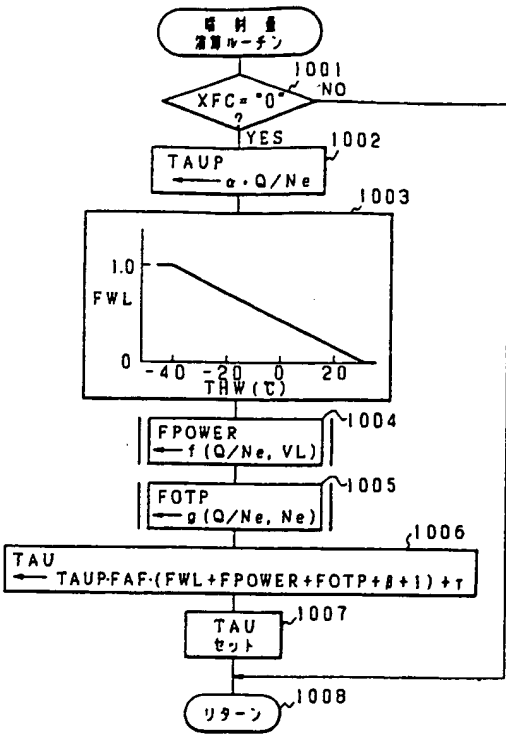 噴射量
演算ルーチン
1001
XFC="0"
?
NO
YES
1002
TAUP
← α・Q/Ne
1003
1.0
FWL
0
-40 -20 0 20
THW(℃)
1004
FPOWER
← f(Q/Ne, VL)
1005
FOTP
← g(Q/Ne, Ne)
1006
TAU
← TAUP・FAF・(FWL+FPOWER+FOTP+β+1)+γ
1007
TAU
セット
リターン
1008